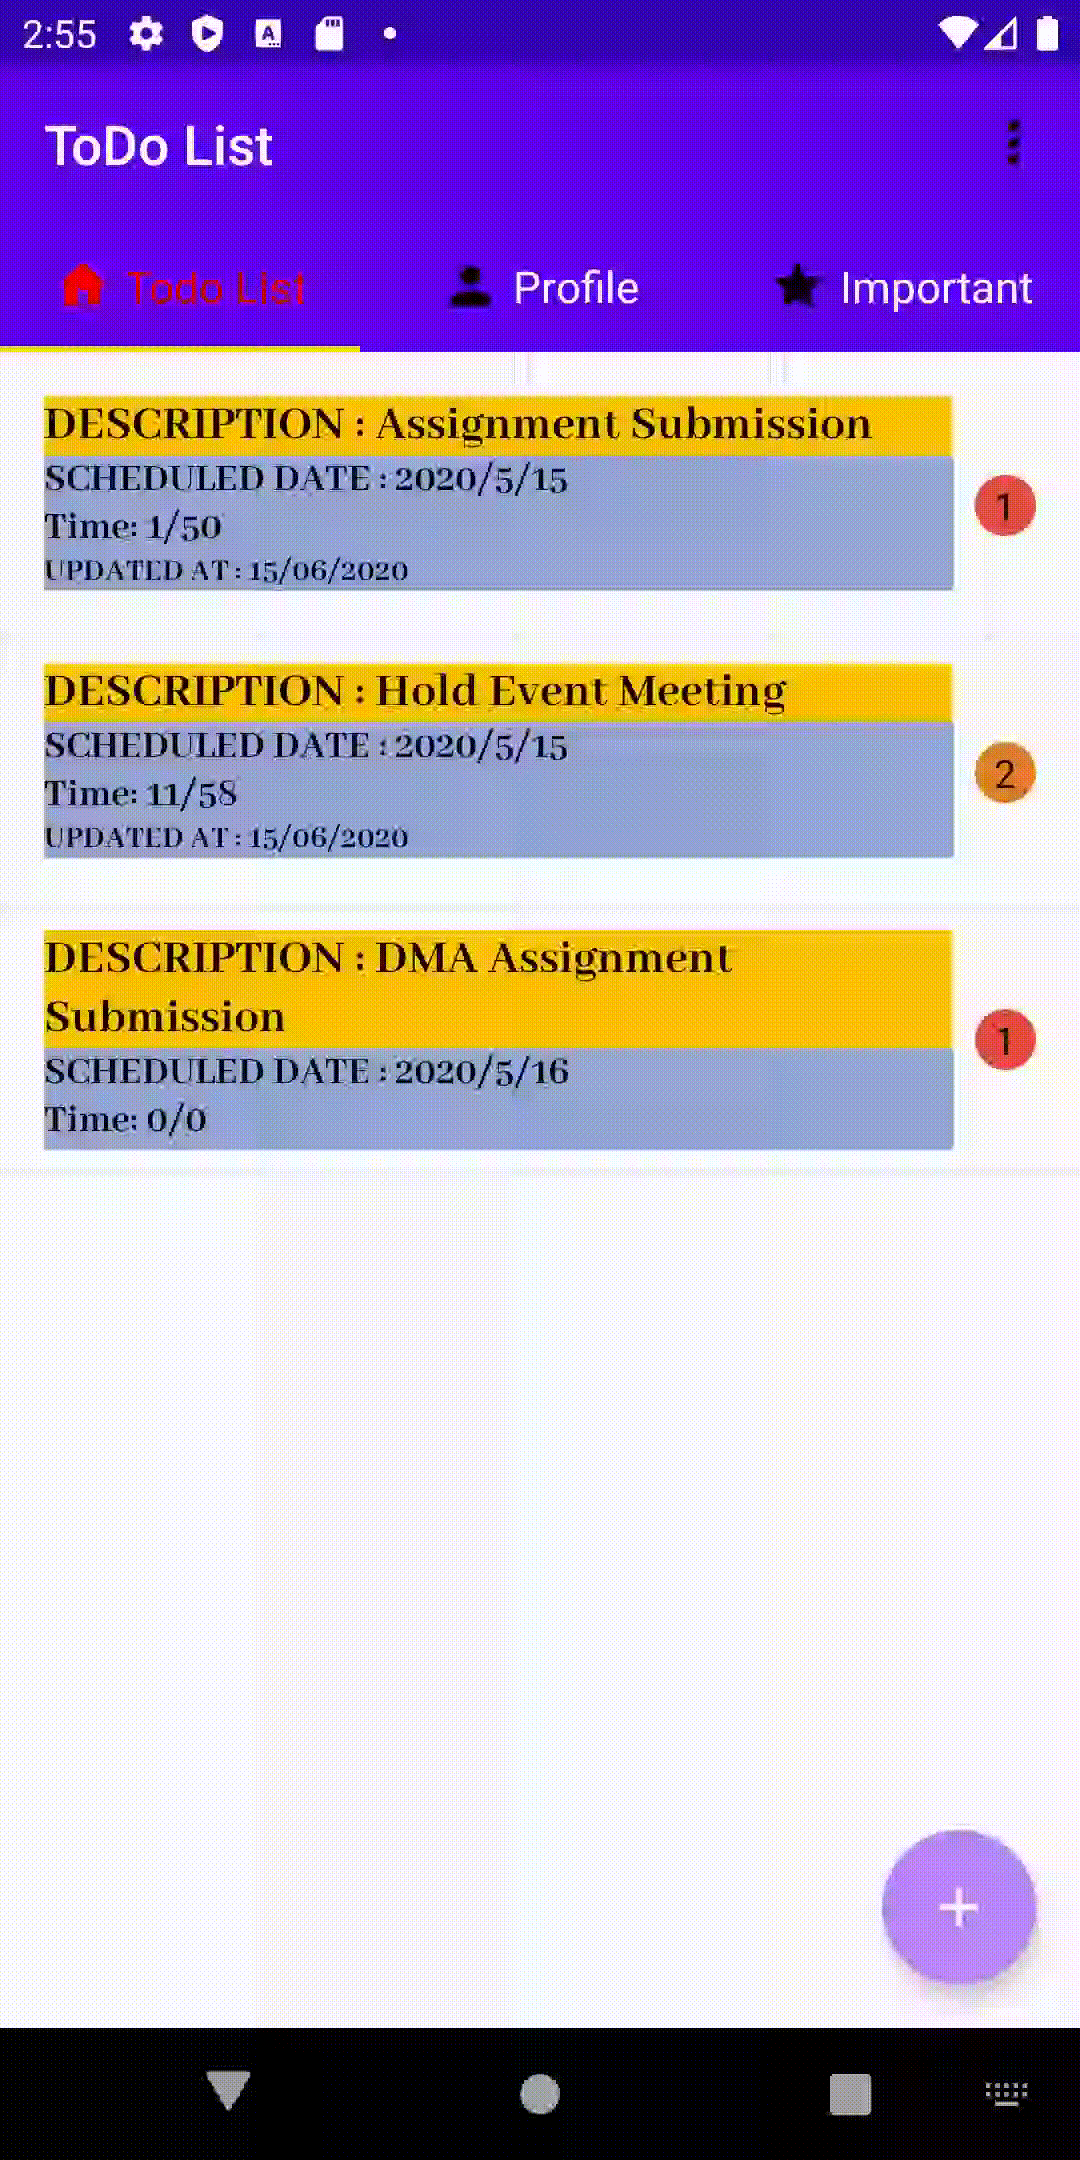 2:55
ToDo List
Todo List
Profile
Important
DESCRIPTION : Assignment Submission
SCHEDULED DATE : 2020/5/15
Time: 1/50
UPDATED AT : 15/06/2020
1
DESCRIPTION : Hold Event Meeting
SCHEDULED DATE : 2020/5/15
Time: 11/58
UPDATED AT : 15/06/2020
2
DESCRIPTION : DMA Assignment
Submission
SCHEDULED DATE : 2020/5/16
Time: 0/0
1